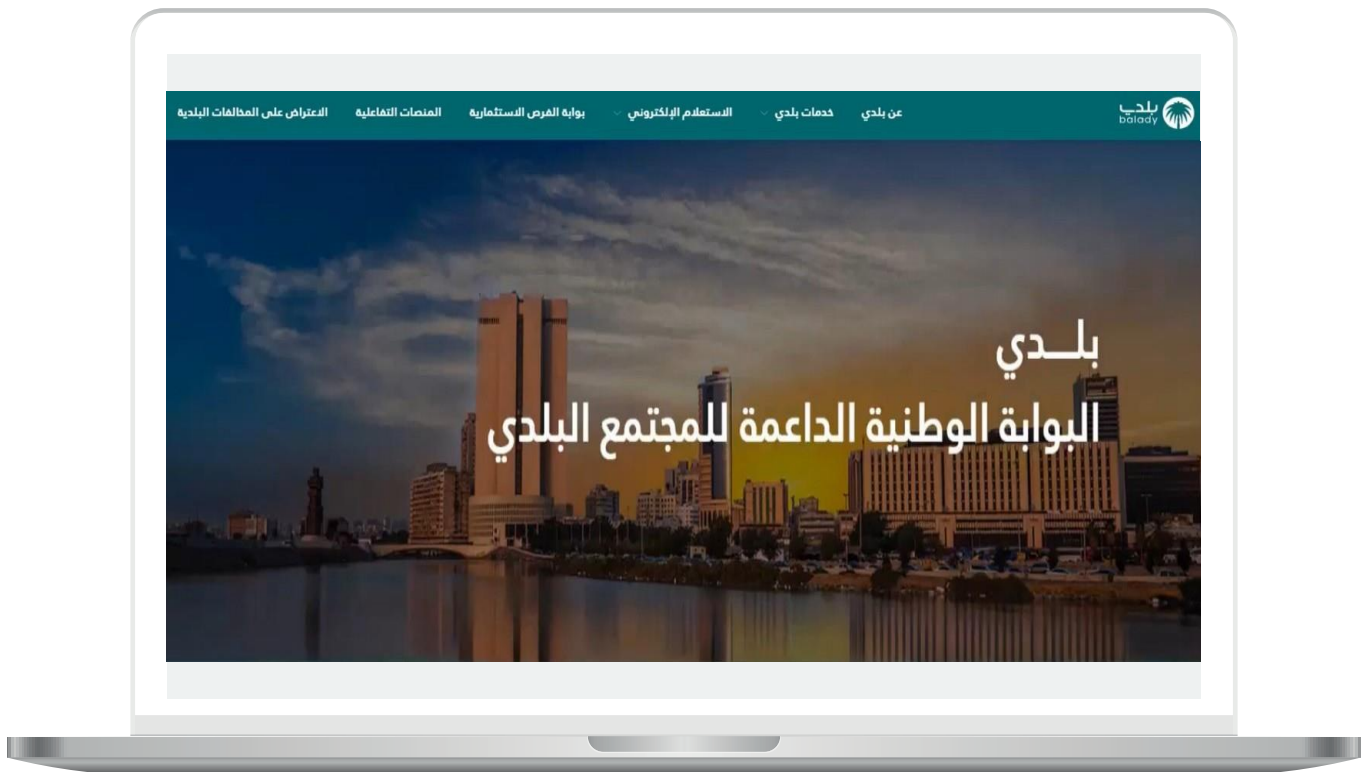 بلدي
balady
عن بلدي
خدمات بلدي
الاستعلام الإلكتروني
بوابة الفرص الاستثمارية
المنصات التفاعلية
الاعتراض على المخالفات البلدية
بلـــدي
البوابة الوطنية الداعمة للمجتمع البلدي